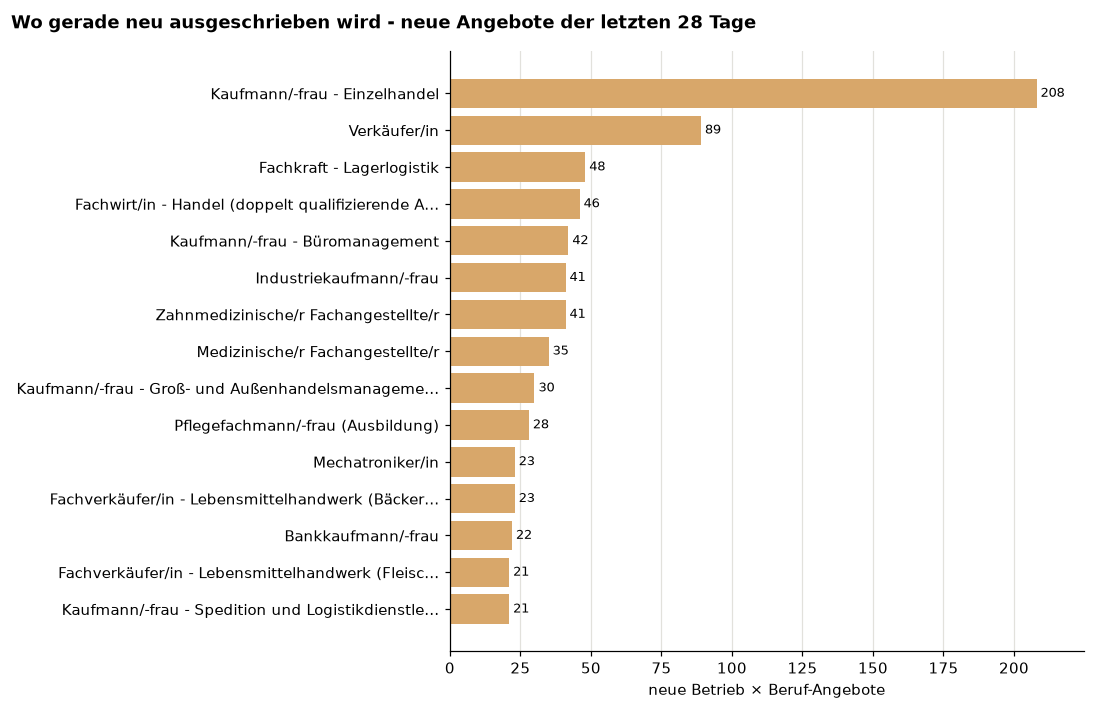 Wo gerade neu ausgeschrieben wird - neue Angebote der letzten 28 Tage
Kaufmann/-frau - Einzelhandel 208
Verkäufer/in 89
Fachkraft - Lagerlogistik 48
Fachwirt/in - Handel (doppelt qualifizierende A… 46
Kaufmann/-frau - Büromanagement 42
Industriekaufmann/-frau 41
Zahnmedizinische/r Fachangestellte/r 41
Medizinische/r Fachangestellte/r 35
Kaufmann/-frau - Groß- und Außenhandelsmanageme… 30
Pflegefachmann/-frau (Ausbildung) 28
Mechatroniker/in 23
Fachverkäufer/in - Lebensmittelhandwerk (Bäcker… 23
Bankkaufmann/-frau 22
Fachverkäufer/in - Lebensmittelhandwerk (Fleisc… 21
Kaufmann/-frau - Spedition und Logistikdienstle… 21
0 25 50 75 100 125 150 175 200
neue Betrieb × Beruf-Angebote